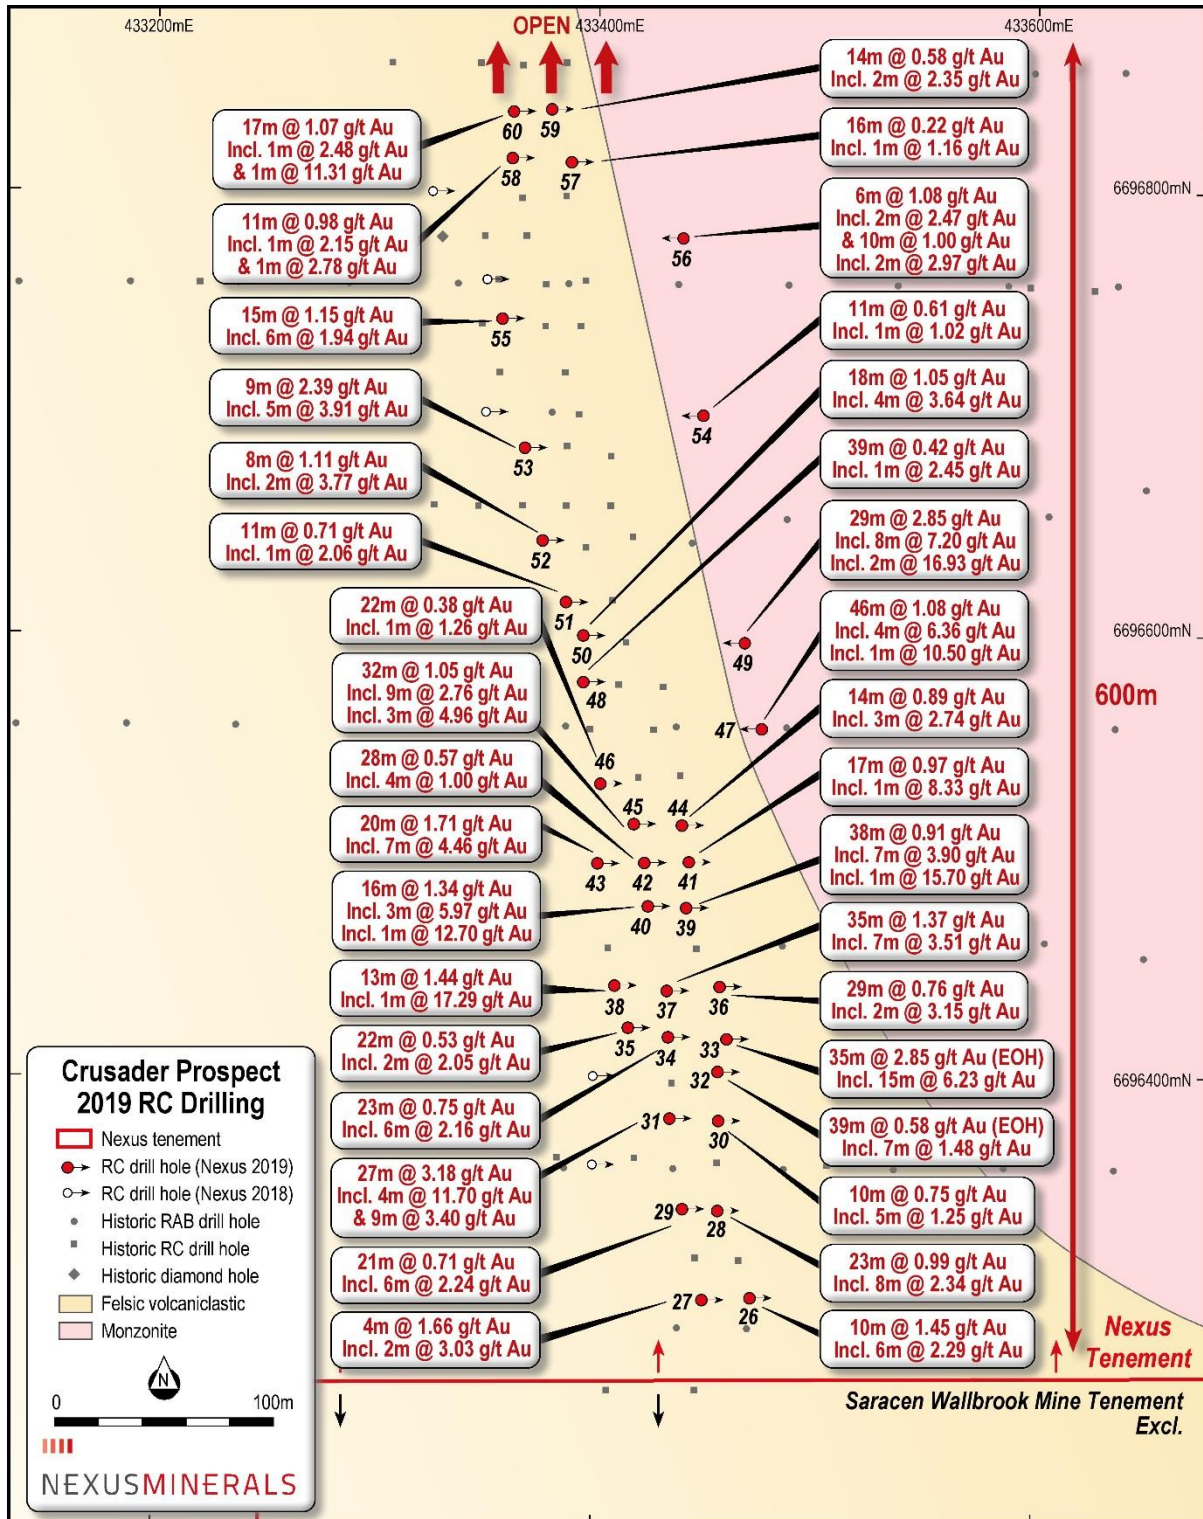 433200mE
OPEN
433400mE
433600mE
14m @ 0.58 g/t Au
Incl. 2m @ 2.35 g/t Au
17m @ 1.07 g/t Au
Incl. 1m @ 2.48 g/t Au
& 1m @ 11.31 g/t Au
60
59
16m @ 0.22 g/t Au
Incl. 1m @ 1.16 g/t Au
58
57
6696800mN
6m @ 1.08 g/t Au
Incl. 2m @ 2.47 g/t Au
& 10m @ 1.00 g/t Au
Incl. 2m @ 2.97 g/t Au
11m @ 0.98 g/t Au
Incl. 1m @ 2.15 g/t Au
& 1m @ 2.78 g/t Au
56
15m @ 1.15 g/t Au
Incl. 6m @ 1.94 g/t Au
55
11m @ 0.61 g/t Au
Incl. 1m @ 1.02 g/t Au
9m @ 2.39 g/t Au
Incl. 5m @ 3.91 g/t Au
18m @ 1.05 g/t Au
Incl. 4m @ 3.64 g/t Au
54
53
8m @ 1.11 g/t Au
Incl. 2m @ 3.77 g/t Au
39m @ 0.42 g/t Au
Incl. 1m @ 2.45 g/t Au
11m @ 0.71 g/t Au
Incl. 1m @ 2.06 g/t Au
52
29m @ 2.85 g/t Au
Incl. 8m @ 7.20 g/t Au
Incl. 2m @ 16.93 g/t Au
22m @ 0.38 g/t Au
Incl. 1m @ 1.26 g/t Au
51
50
49
46m @ 1.08 g/t Au
Incl. 4m @ 6.36 g/t Au
Incl. 1m @ 10.50 g/t Au
6696600mN
32m @ 1.05 g/t Au
Incl. 9m @ 2.76 g/t Au
Incl. 3m @ 4.96 g/t Au
48
47
14m @ 0.89 g/t Au
Incl. 3m @ 2.74 g/t Au
600m
28m @ 0.57 g/t Au
Incl. 4m @ 1.00 g/t Au
46
17m @ 0.97 g/t Au
Incl. 1m @ 8.33 g/t Au
45
44
20m @ 1.71 g/t Au
Incl. 7m @ 4.46 g/t Au
43
42
41
38m @ 0.91 g/t Au
Incl. 7m @ 3.90 g/t Au
Incl. 1m @ 15.70 g/t Au
16m @ 1.34 g/t Au
Incl. 3m @ 5.97 g/t Au
Incl. 1m @ 12.70 g/t Au
40
39
35m @ 1.37 g/t Au
Incl. 7m @ 3.51 g/t Au
13m @ 1.44 g/t Au
Incl. 1m @ 17.29 g/t Au
38
37
36
29m @ 0.76 g/t Au
Incl. 2m @ 3.15 g/t Au
22m @ 0.53 g/t Au
Incl. 2m @ 2.05 g/t Au
35
34
33
35m @ 2.85 g/t Au (EOH)
Incl. 15m @ 6.23 g/t Au
32
6696400mN
23m @ 0.75 g/t Au
Incl. 6m @ 2.16 g/t Au
31
30
39m @ 0.58 g/t Au (EOH)
Incl. 7m @ 1.48 g/t Au
27m @ 3.18 g/t Au
Incl. 4m @ 11.70 g/t Au
& 9m @ 3.40 g/t Au
10m @ 0.75 g/t Au
Incl. 5m @ 1.25 g/t Au
29
28
21m @ 0.71 g/t Au
Incl. 6m @ 2.24 g/t Au
23m @ 0.99 g/t Au
Incl. 8m @ 2.34 g/t Au
27
26
4m @ 1.66 g/t Au
Incl. 2m @ 3.03 g/t Au
10m @ 1.45 g/t Au
Incl. 6m @ 2.29 g/t Au
Nexus
Tenement
Saracen Wallbrook Mine Tenement
Excl.
Crusader Prospect
2019 RC Drilling
Nexus tenement
RC drill hole (Nexus 2019)
RC drill hole (Nexus 2018)
Historic RAB drill hole
Historic RC drill hole
Historic diamond hole
Felsic volcaniclastic
Monzonite
N
0 100m
NEXUSMINERALS